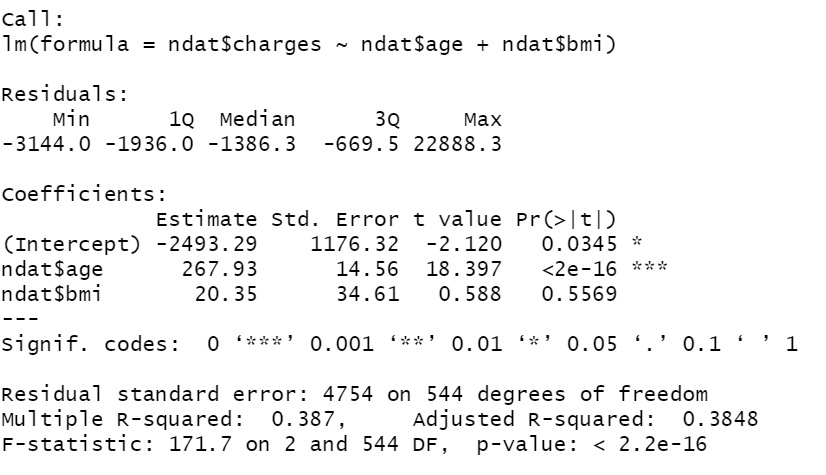 Call:
lm(formula = ndat$charges ~ ndat$age + ndat$bmi)
Residuals:
    Min      1Q  Median      3Q     Max
-3144.0 -1936.0 -1386.3  -669.5 22888.3
Coefficients:
            Estimate Std. Error t value Pr(>|t|)
(Intercept) -2493.29    1176.32  -2.120   0.0345 *
ndat$age      267.93      14.56  18.397   <2e-16 ***
ndat$bmi       20.35      34.61   0.588   0.5569
---
Signif. codes:  0 ‘***’ 0.001 ‘**’ 0.01 ‘*’ 0.05 ‘.’ 0.1 ‘ ’ 1
Residual standard error: 4754 on 544 degrees of freedom
Multiple R-squared:  0.387,	Adjusted R-squared:  0.3848
F-statistic: 171.7 on 2 and 544 DF,  p-value: < 2.2e-16